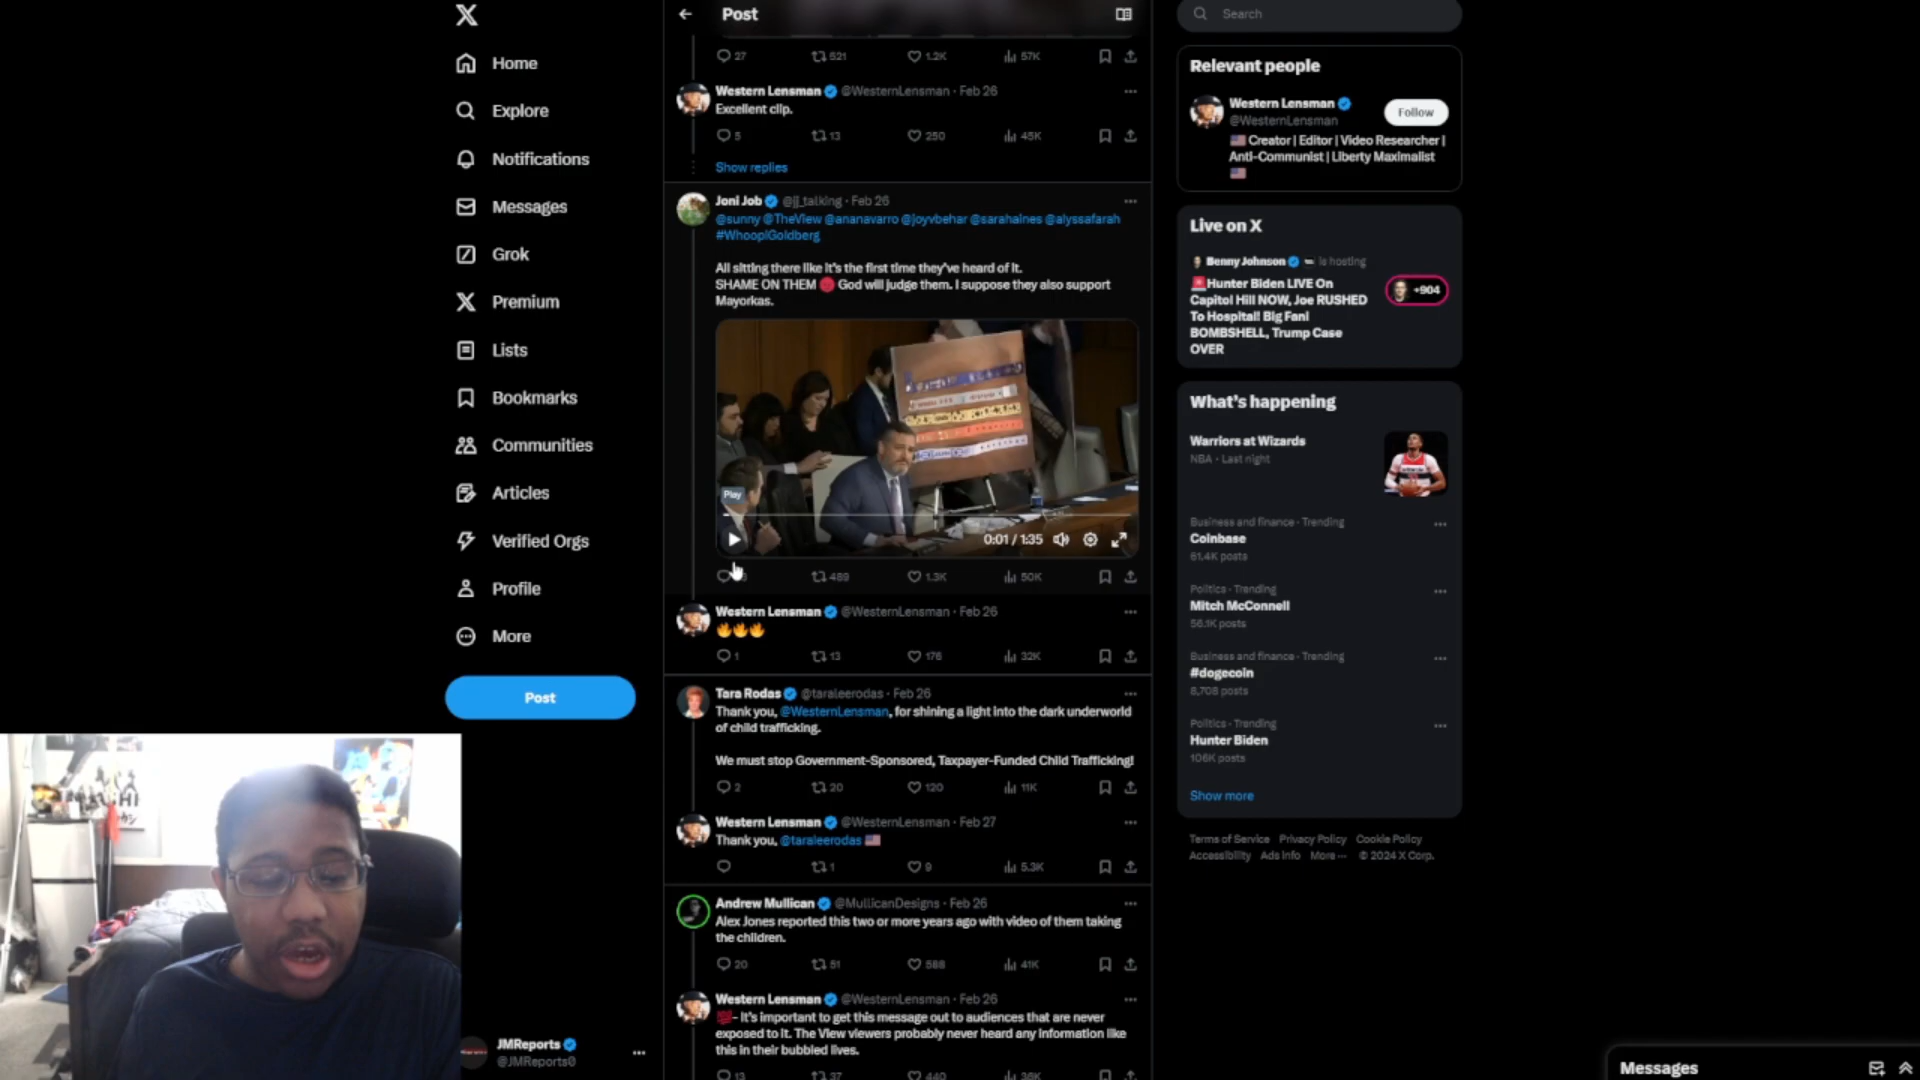 Home
Explore
Notifications
Messages
Grok
Premium
Lists
Bookmarks
Communities
Articles
Verified Orgs
Profile
More
Post
JMReports
@JMReports0
Post
27 521 1.2K 57K
Western Lensman @WesternLensman · Feb 26
Excellent clip.
5 13 250 45K
Show replies
Joni Job @jj_talking · Feb 26
@sunny @TheView @ananavarro @joyvbehar @sarahaines @alyssafarah
#WhoopiGoldberg
All sitting there like it's the first time they've heard of it.
SHAME ON THEM God will judge them. I suppose they also support
Mayorkas.
Play
0:01 / 1:35
489 1.3K 50K
Western Lensman @WesternLensman · Feb 26
🔥🔥🔥
1 13 176 32K
Tara Rodas @taraleerodas · Feb 26
Thank you, @WesternLensman, for shining a light into the dark underworld
of child trafficking.
We must stop Government-Sponsored, Taxpayer-Funded Child Trafficking!
2 20 120 11K
Western Lensman @WesternLensman · Feb 27
Thank you, @taraleerodas 🇺🇸
1 9 5.3K
Andrew Mullican @MullicanDesigns · Feb 26
Alex Jones reported this two or more years ago with video of them taking
the children.
20 51 588 41K
Western Lensman @WesternLensman · Feb 26
💯- It's important to get this message out to audiences that are never
exposed to it. The View viewers probably never heard any information like
this in their bubbled lives.
13 37 440 36K
Search
Relevant people
Western Lensman
@WesternLensman
Follow
🇺🇸 Creator | Editor | Video Researcher |
Anti-Communist | Liberty Maximalist
🇺🇸
Live on X
Benny Johnson is hosting
🚨Hunter Biden LIVE On
Capitol Hill NOW, Joe RUSHED
To Hospital! Big Fani
BOMBSHELL, Trump Case
OVER
+904
What's happening
Warriors at Wizards
NBA · Last night
Business and finance · Trending
Coinbase
61.4K posts
Politics · Trending
Mitch McConnell
56.1K posts
Business and finance · Trending
#dogecoin
8,708 posts
Politics · Trending
Hunter Biden
106K posts
Show more
Terms of Service Privacy Policy Cookie Policy
Accessibility Ads info More ··· © 2024 X Corp.
Messages